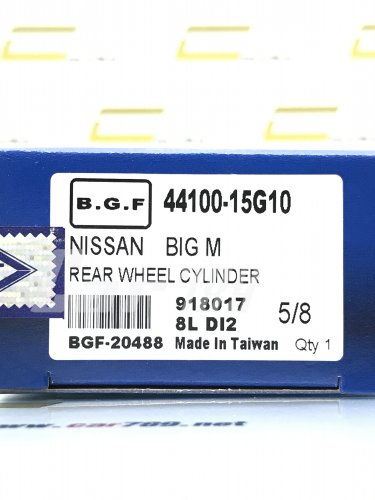 B.G.F 44100-15G10
NISSAN BIG M
REAR WHEEL CYLINDER
918017 5/8
8L DI2
BGF-20488 Made In Taiwan Qty 1
www.car789.net